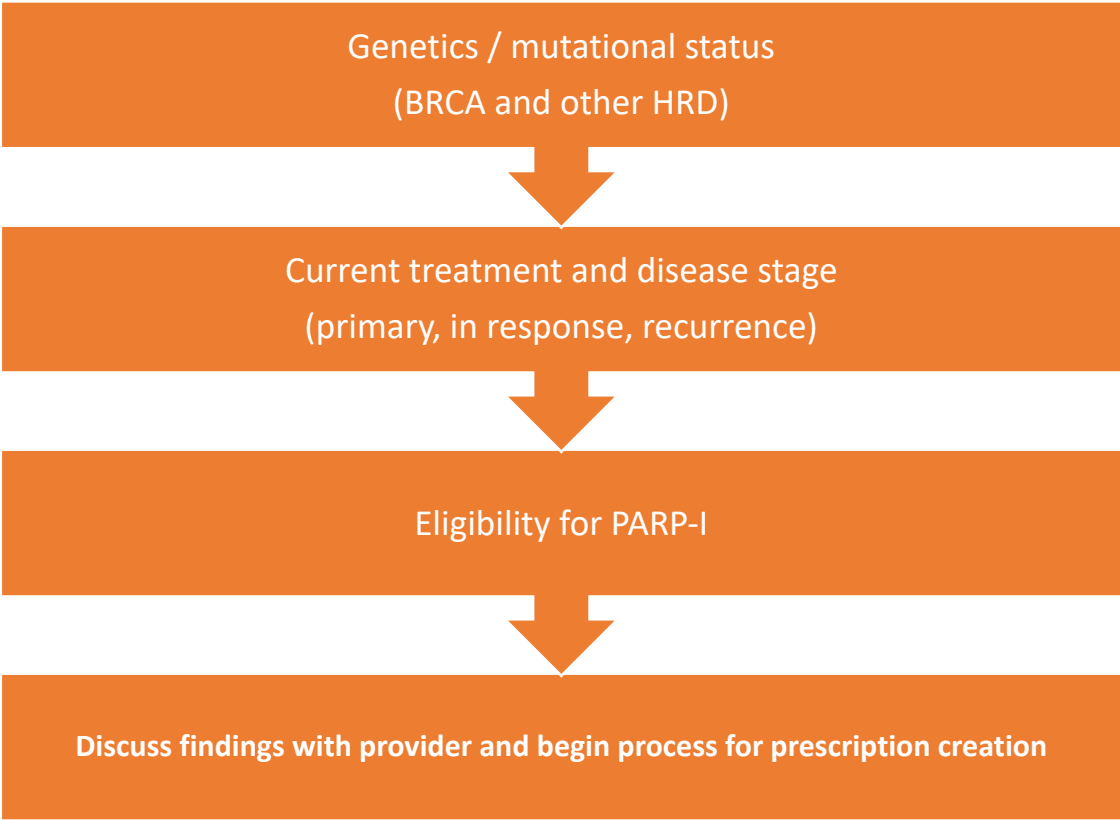 Genetics / mutational status
(BRCA and other HRD)
Current treatment and disease stage
(primary, in response, recurrence)
Eligibility for PARP-I
Discuss findings with provider and begin process for prescription creation